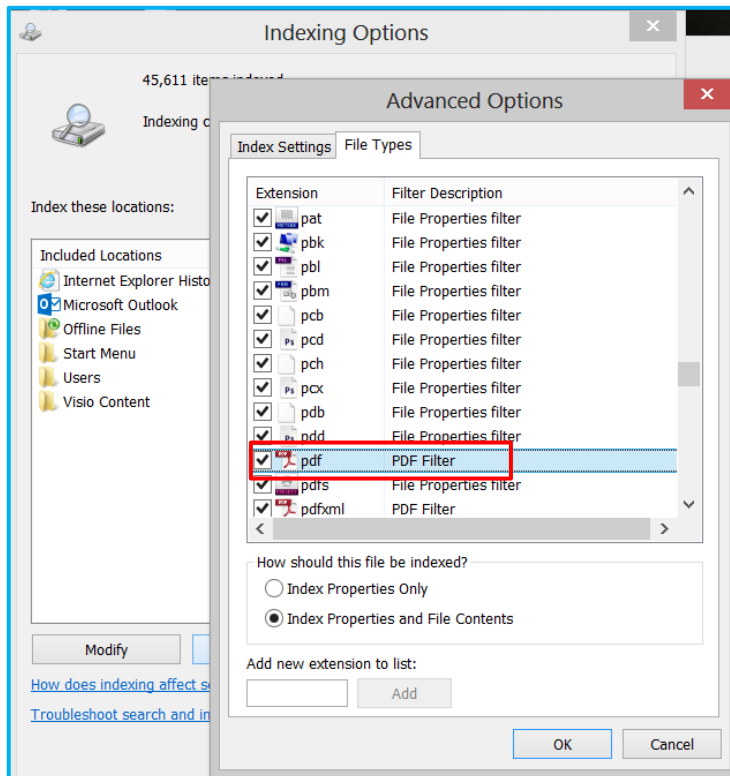 Indexing Options
45,611 items indexed
Indexing c
Index these locations:
Included Locations
Internet Explorer Histo
Microsoft Outlook
Offline Files
Start Menu
Users
Visio Content
Modify
How does indexing affect s
Troubleshoot search and in
Advanced Options
Index Settings File Types
Extension Filter Description
pat File Properties filter
pbk File Properties filter
pbl File Properties filter
pbm File Properties filter
pcb File Properties filter
pcd File Properties filter
pch File Properties filter
pcx File Properties filter
pdb File Properties filter
pdd File Properties filter
pdf PDF Filter
pdfs File Properties filter
pdfxml PDF Filter
How should this file be indexed?
Index Properties Only
Index Properties and File Contents
Add new extension to list:
Add
OK Cancel